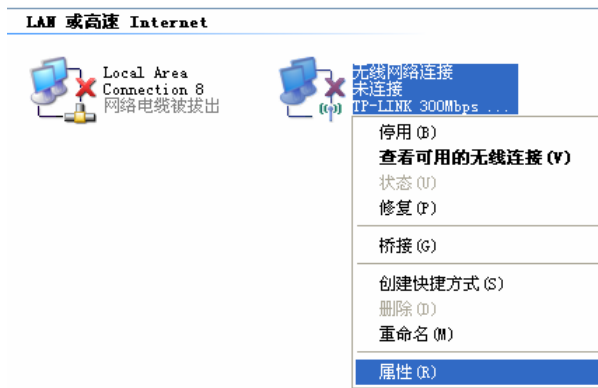 LAN 或高速 Internet
Local Area
Connection 8
网络电缆被拔出
无线网络连接
未连接
TP-LINK 300Mbps ...
停用(B)
查看可用的无线连接(V)
状态(U)
修复(P)
桥接(G)
创建快捷方式(S)
删除(D)
重命名(M)
属性(R)